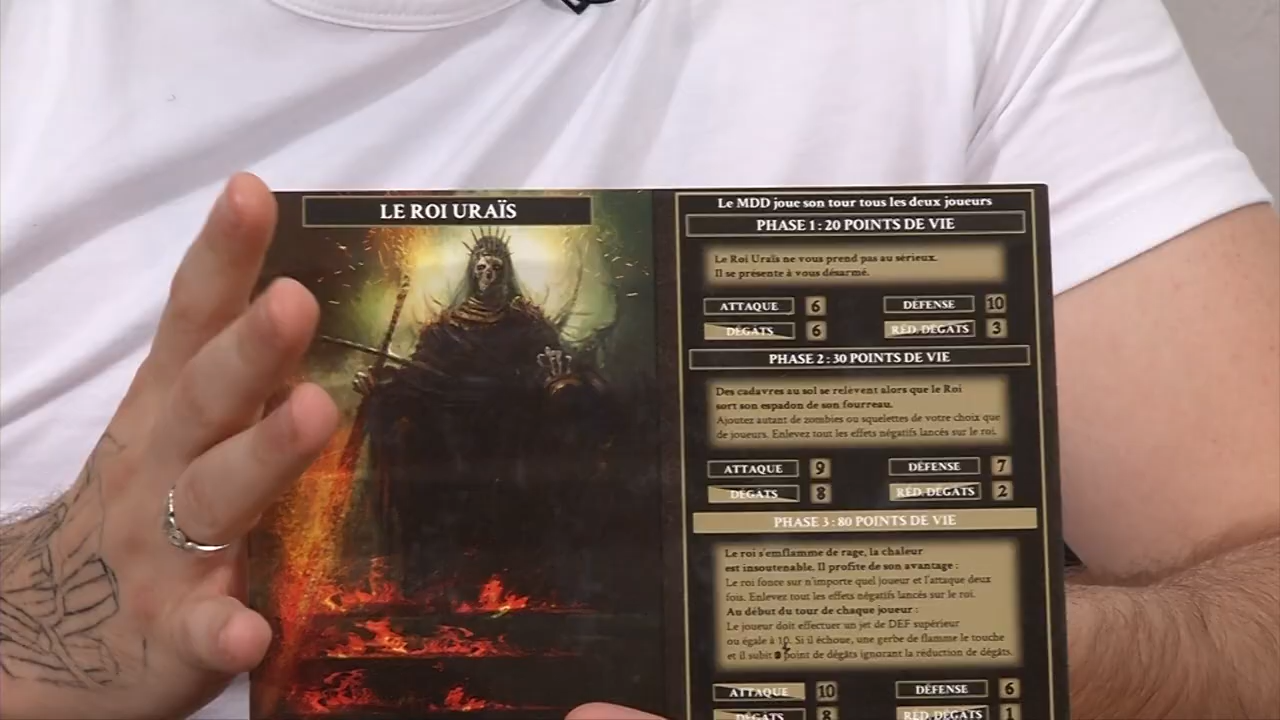 LE ROI URAÏS
Le MDD joue son tour tous les deux joueurs
PHASE 1 : 20 POINTS DE VIE
Le Roi Uraïs ne vous prend pas au sérieux.
Il se présente à vous désarmé.
ATTAQUE 6 DÉFENSE 10
DÉGÂTS 6 RÉD. DÉGATS 3
PHASE 2 : 30 POINTS DE VIE
Des cadavres au sol se relèvent alors que le Roi
sort son espadon de son fourreau.
Ajoutez autant de zombies ou squelettes de votre choix que
de joueurs. Enlevez tout les effets négatifs lancés sur le roi.
ATTAQUE 9 DÉFENSE 7
DÉGÂTS 8 RÉD. DÉGATS 2
PHASE 3 : 80 POINTS DE VIE
Le roi s'emflamme de rage, la chaleur
est insoutenable. Il profite de son avantage :
Le roi fonce sur n'importe quel joueur et l'attaque deux
fois. Enlevez tout les effets négatifs lancés sur le roi.
Au début du tour de chaque joueur :
Le joueur doit effectuer un jet de DEF supérieur
ou égale à 10. Si il échoue, une gerbe de flamme le touche
et il subit point de dégâts ignorant la réduction de dégâts.
ATTAQUE 10 DÉFENSE 6
DÉGÂTS 8 RÉD. DÉGATS 1